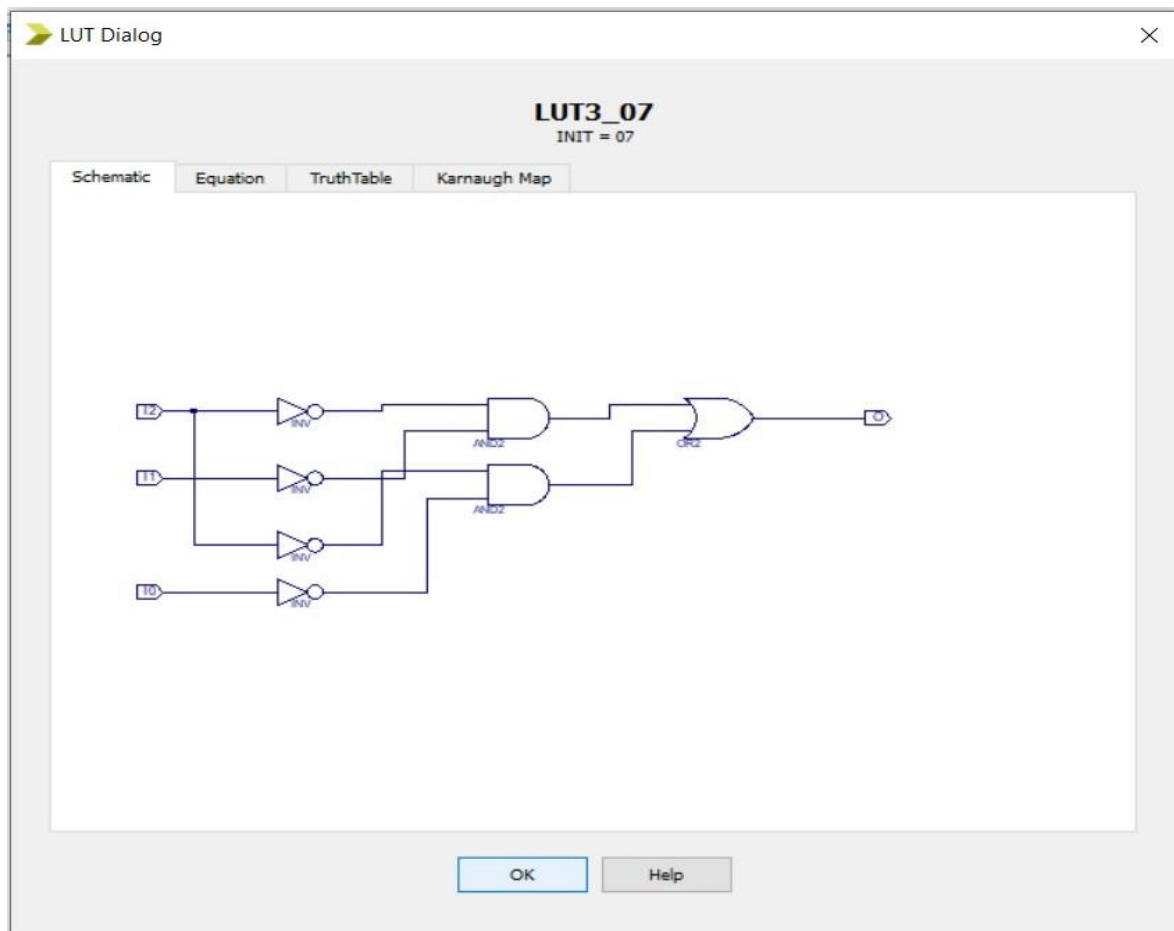 LUT Dialog
LUT3_07
INIT = 07
Schematic Equation TruthTable Karnaugh Map
I2
INV
AND2
OR2
O
I1
INV
AND2
INV
I0
INV
OK Help